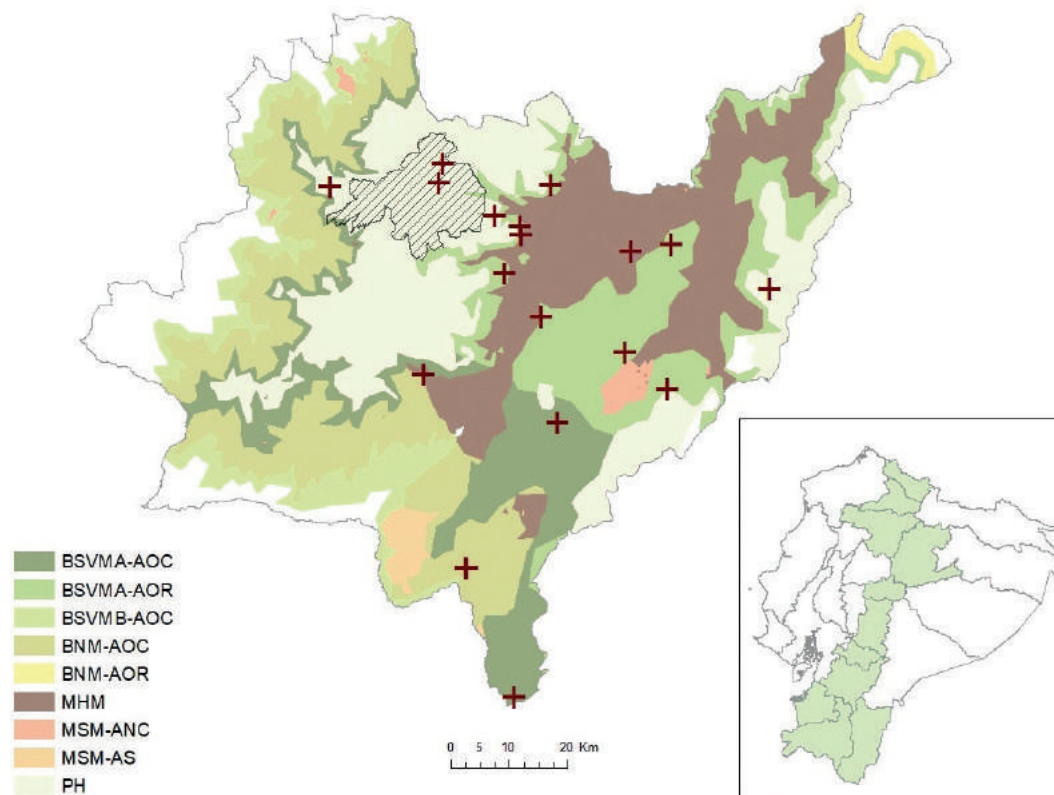 BSVMA-AOC
BSVMA-AOR
BSVMB-AOC
BNM-AOC
BNM-AOR
MHM
MSM-ANC
MSM-AS
PH
0 5 10 20 Km